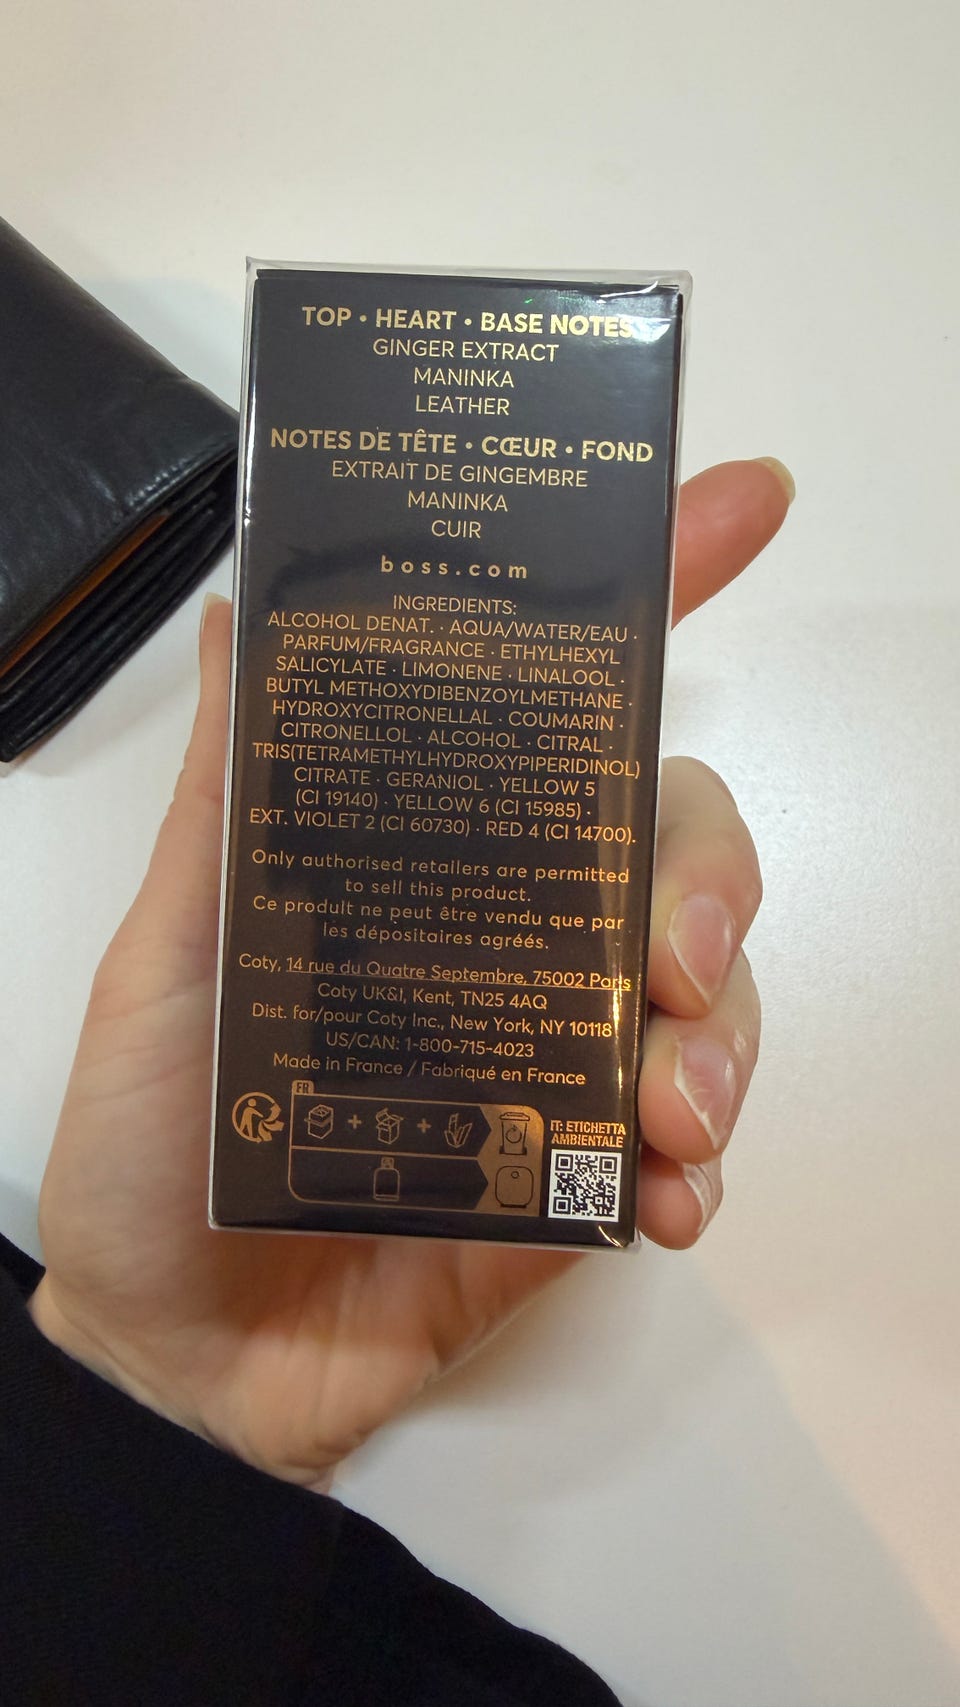 TOP • HEART • BASE NOTES
GINGER EXTRACT
MANINKA
LEATHER
NOTES DE TÊTE • CŒUR • FOND
EXTRAIT DE GINGEMBRE
MANINKA
CUIR
boss.com
INGREDIENTS:
ALCOHOL DENAT. · AQUA/WATER/EAU ·
PARFUM/FRAGRANCE · ETHYLHEXYL
SALICYLATE · LIMONENE · LINALOOL ·
BUTYL METHOXYDIBENZOYLMETHANE ·
HYDROXYCITRONELLAL · COUMARIN ·
CITRONELLOL · ALCOHOL · CITRAL ·
TRIS(TETRAMETHYLHYDROXYPIPERIDINOL)
CITRATE · GERANIOL · YELLOW 5
(CI 19140) · YELLOW 6 (CI 15985) ·
EXT. VIOLET 2 (CI 60730) · RED 4 (CI 14700).
Only authorised retailers are permitted
to sell this product.
Ce produit ne peut être vendu que par
les dépositaires agréés.
Coty, 14 rue du Quatre Septembre, 75002 Paris
Coty UK&I, Kent, TN25 4AQ
Dist. for/pour Coty Inc., New York, NY 10118
US/CAN: 1-800-715-4023
Made in France / Fabriqué en France
FR
IT: ETICHETTA
AMBIENTALE